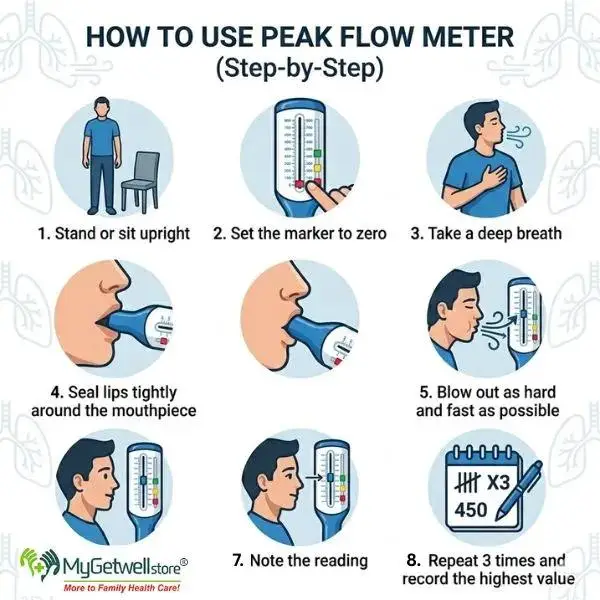 HOW TO USE PEAK FLOW METER
(Step-by-Step)
1. Stand or sit upright
2. Set the marker to zero
3. Take a deep breath
4. Seal lips tightly
around the mouthpiece
5. Blow out as hard
and fast as possible
7. Note the reading
X3
450
8. Repeat 3 times and
record the highest value
MyGetwellstore®
More to Family Health Care!